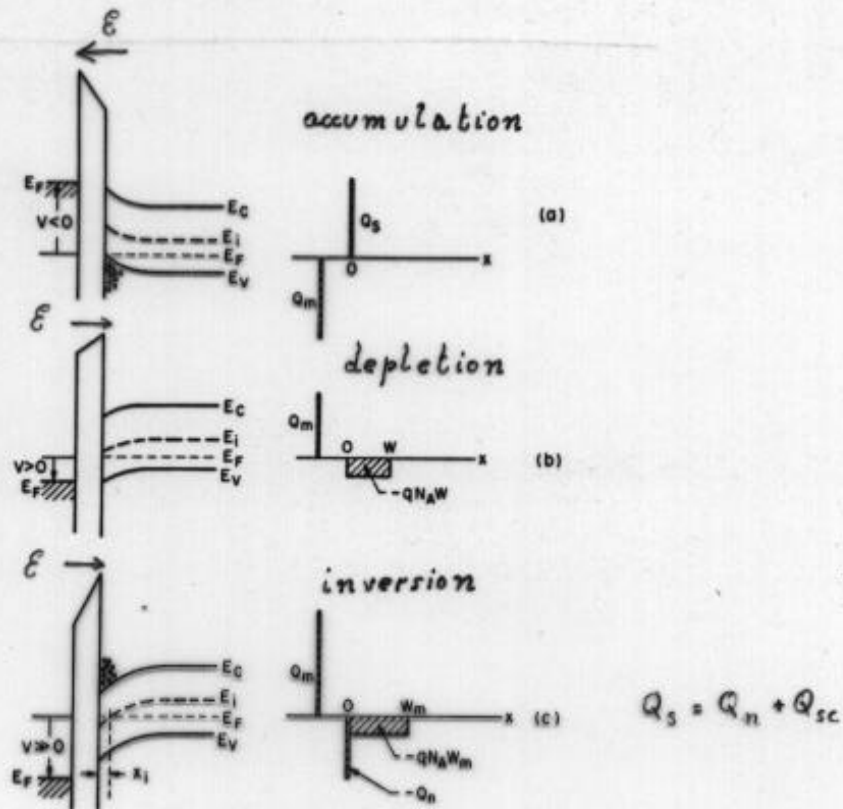 ℰ
accumulation
E_F
V<0
E_C
E_i
E_F
E_V
Q_S
Q_m
O
x
(a)
ℰ
depletion
V>0
E_F
E_C
E_i
E_F
E_V
Q_m
O
W
x
-qN_AW
(b)
ℰ
inversion
V≫0
E_F
x_i
E_C
E_i
E_F
E_V
Q_m
O
W_m
x
-qN_AW_m
-Q_n
(c)
Q_s = Q_n + Q_sc